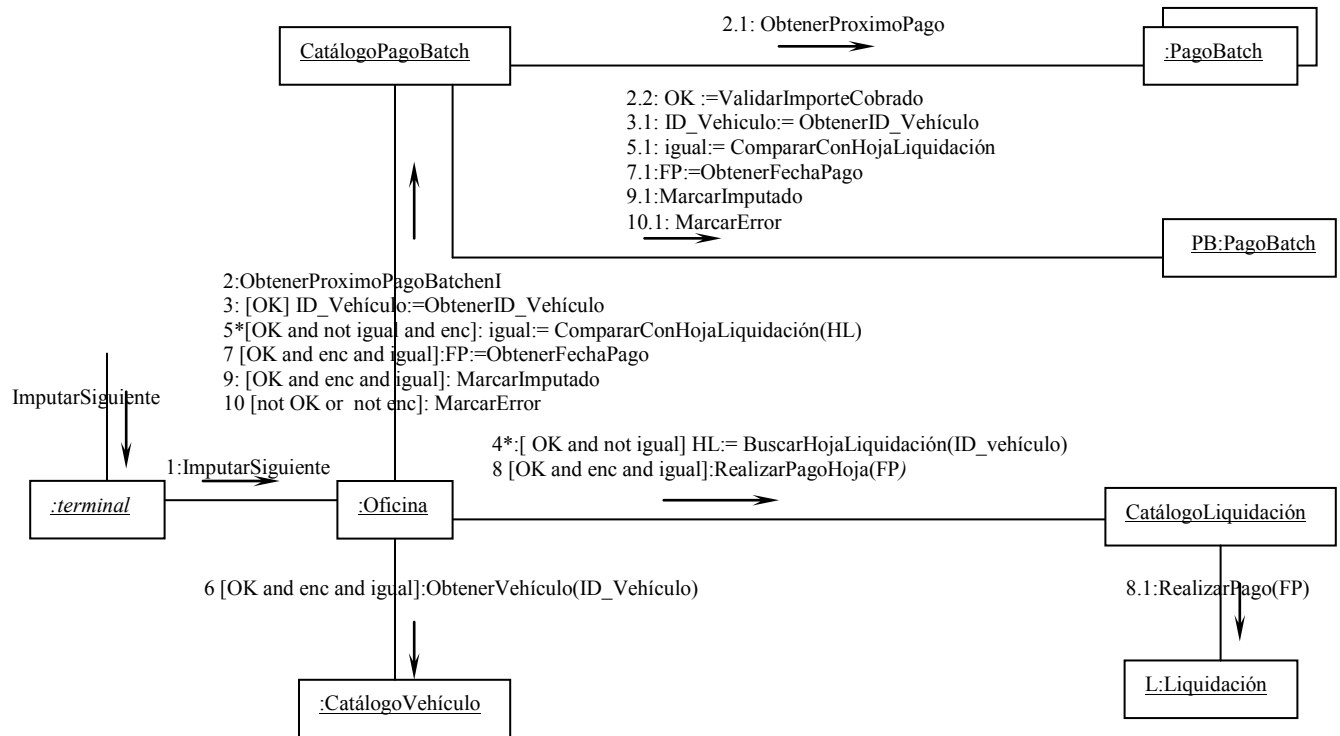 2.1: ObtenerProximoPago
CatálogoPagoBatch
:PagoBatch
2.2: OK :=ValidarImporteCobrado
3.1: ID_Vehiculo:= ObtenerID_Vehículo
5.1: igual:= CompararConHojaLiquidación
7.1:FP:=ObtenerFechaPago
9.1:MarcarImputado
10.1: MarcarError
PB:PagoBatch
2:ObtenerProximoPagoBatchenI
3: [OK] ID_Vehículo:=ObtenerID_Vehículo
5*[OK and not igual and enc]: igual:= CompararConHojaLiquidación(HL)
7 [OK and enc and igual]:FP:=ObtenerFechaPago
9: [OK and enc and igual]: MarcarImputado
10 [not OK or not enc]: MarcarError
ImputarSiguiente
4*:[ OK and not igual] HL:= BuscarHojaLiquidación(ID_vehículo)
8 [OK and enc and igual]:RealizarPagoHoja(FP)
1:ImputarSiguiente
:terminal
:Oficina
CatálogoLiquidación
6 [OK and enc and igual]:ObtenerVehículo(ID_Vehículo)
8.1:RealizarPago(FP)
:CatálogoVehículo
L:Liquidación